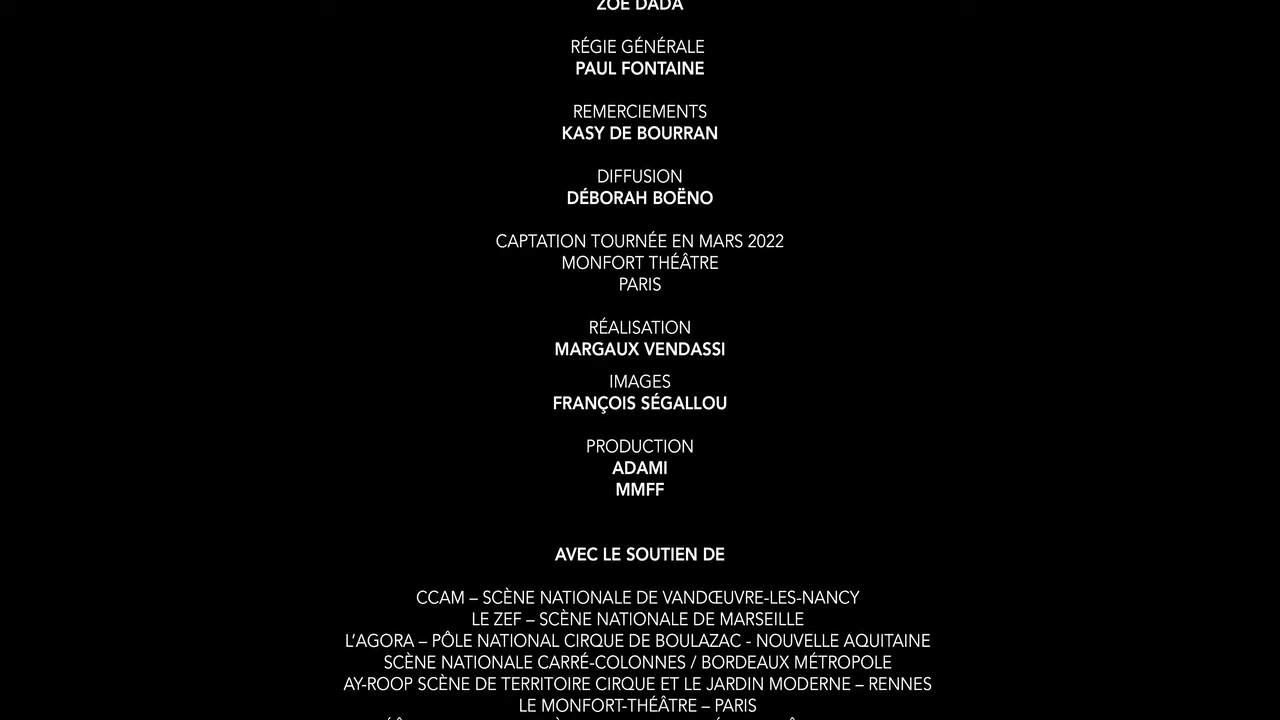 ZOÉ DADA
RÉGIE GÉNÉRALE
PAUL FONTAINE
REMERCIEMENTS
KASY DE BOURRAN
DIFFUSION
DÉBORAH BOËNO
CAPTATION TOURNÉE EN MARS 2022
MONFORT THÉÂTRE
PARIS
RÉALISATION
MARGAUX VENDASSI
IMAGES
FRANÇOIS SÉGALLOU
PRODUCTION
ADAMI
MMFF
AVEC LE SOUTIEN DE
CCAM – SCÈNE NATIONALE DE VANDŒUVRE-LES-NANCY
LE ZEF – SCÈNE NATIONALE DE MARSEILLE
L’AGORA – PÔLE NATIONAL CIRQUE DE BOULAZAC - NOUVELLE AQUITAINE
SCÈNE NATIONALE CARRÉ-COLONNES / BORDEAUX MÉTROPOLE
AY-ROOP SCÈNE DE TERRITOIRE CIRQUE ET LE JARDIN MODERNE – RENNES
LE MONFORT-THÉÂTRE – PARIS